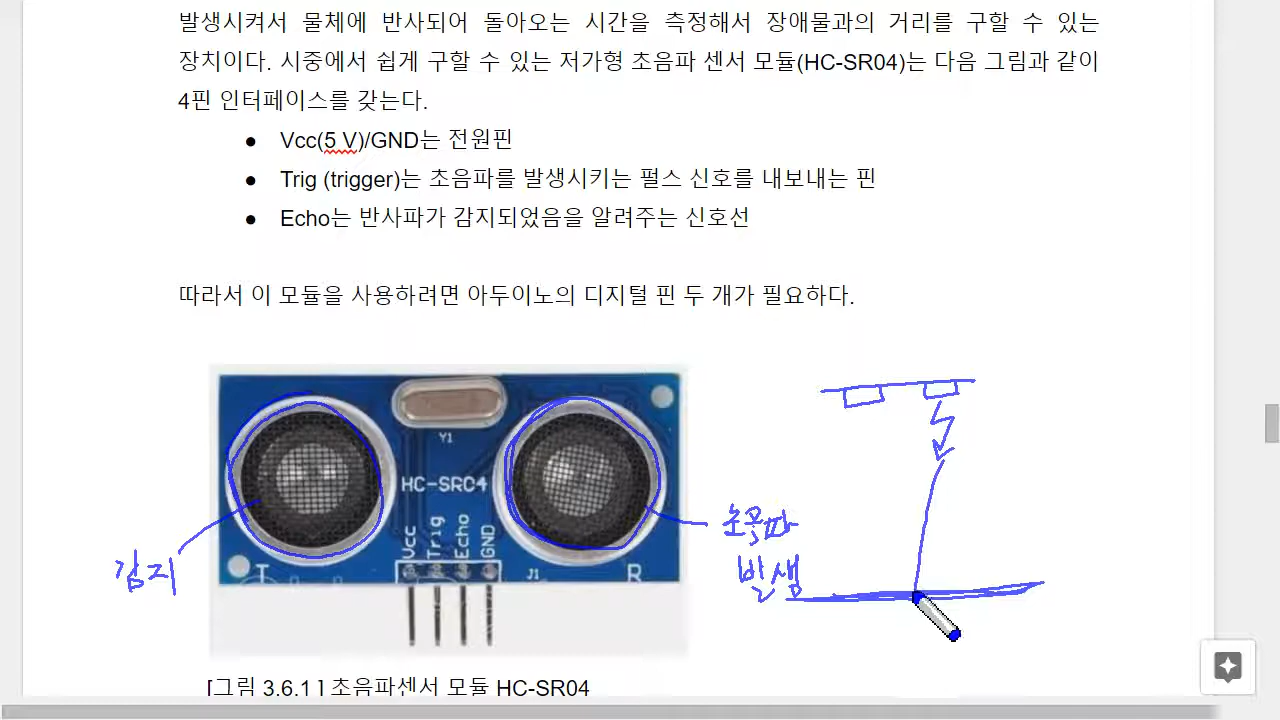 발생시켜서 물체에 반사되어 돌아오는 시간을 측정해서 장애물과의 거리를 구할 수 있는
장치이다. 시중에서 쉽게 구할 수 있는 저가형 초음파 센서 모듈(HC-SR04)는 다음 그림과 같이
4핀 인터페이스를 갖는다.
● Vcc(5 V)/GND는 전원핀
● Trig (trigger)는 초음파를 발생시키는 펄스 신호를 내보내는 핀
● Echo는 반사파가 감지되었음을 알려주는 신호선
따라서 이 모듈을 사용하려면 아두이노의 디지털 핀 두 개가 필요하다.
Y1
HC-SR04
Vcc
Trig
Echo
GND
T
J1
R
감지
초음파
발생
[그림 3.6.1 ] 초음파센서 모듈 HC-SR04